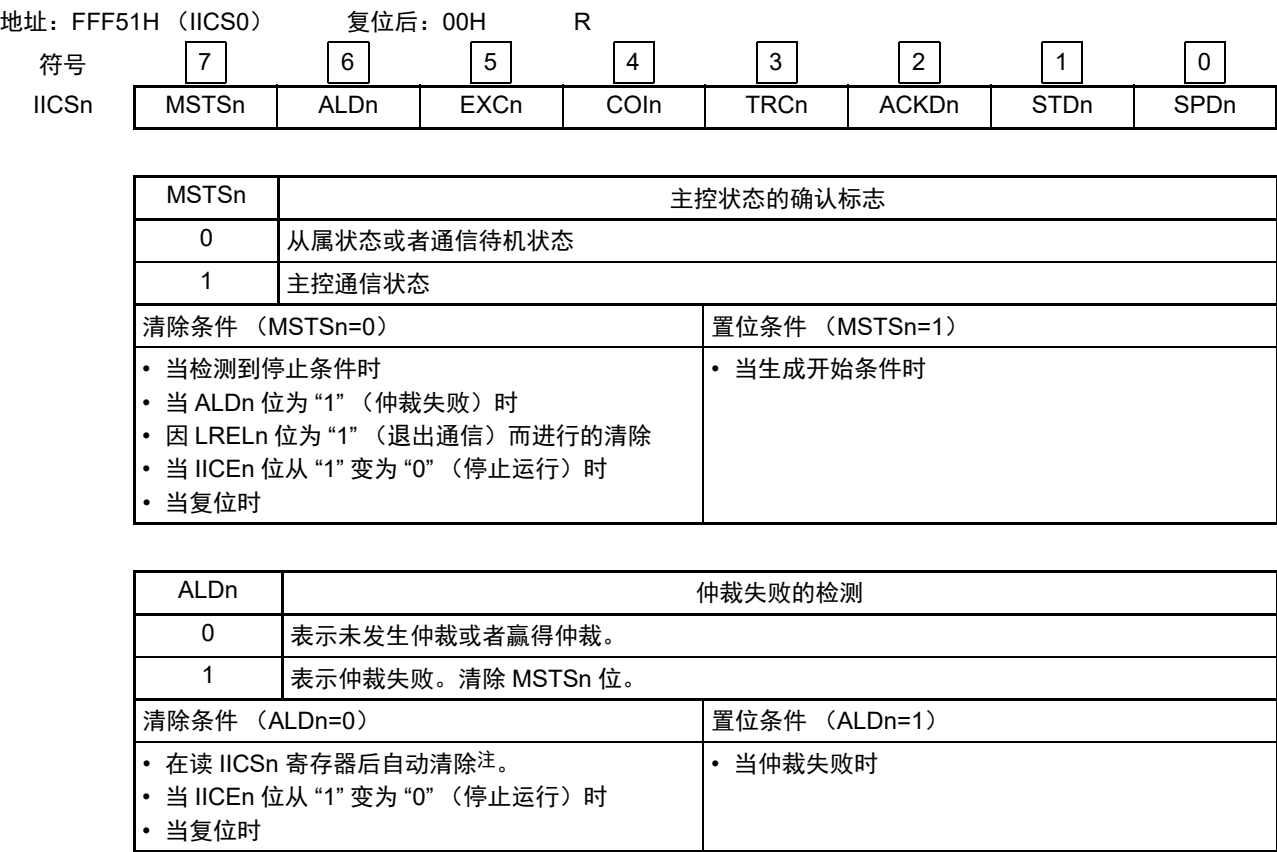 地址：FFF51H （IICS0） 复位后：00H R
符号 7 6 5 4 3 2 1 0
IICSn MSTSn ALDn EXCn COIn TRCn ACKDn STDn SPDn
MSTSn 主控状态的确认标志
0 从属状态或者通信待机状态
1 主控通信状态
清除条件 （MSTSn=0） 置位条件 （MSTSn=1）
• 当检测到停止条件时 • 当生成开始条件时
• 当 ALDn 位为 “1” （仲裁失败）时
• 因 LRELn 位为 “1” （退出通信）而进行的清除
• 当 IICEn 位从 “1” 变为 “0” （停止运行）时
• 当复位时
ALDn 仲裁失败的检测
0 表示未发生仲裁或者赢得仲裁。
1 表示仲裁失败。清除 MSTSn 位。
清除条件 （ALDn=0） 置位条件 （ALDn=1）
• 在读 IICSn 寄存器后自动清除注。 • 当仲裁失败时
• 当 IICEn 位从 “1” 变为 “0” （停止运行）时
• 当复位时